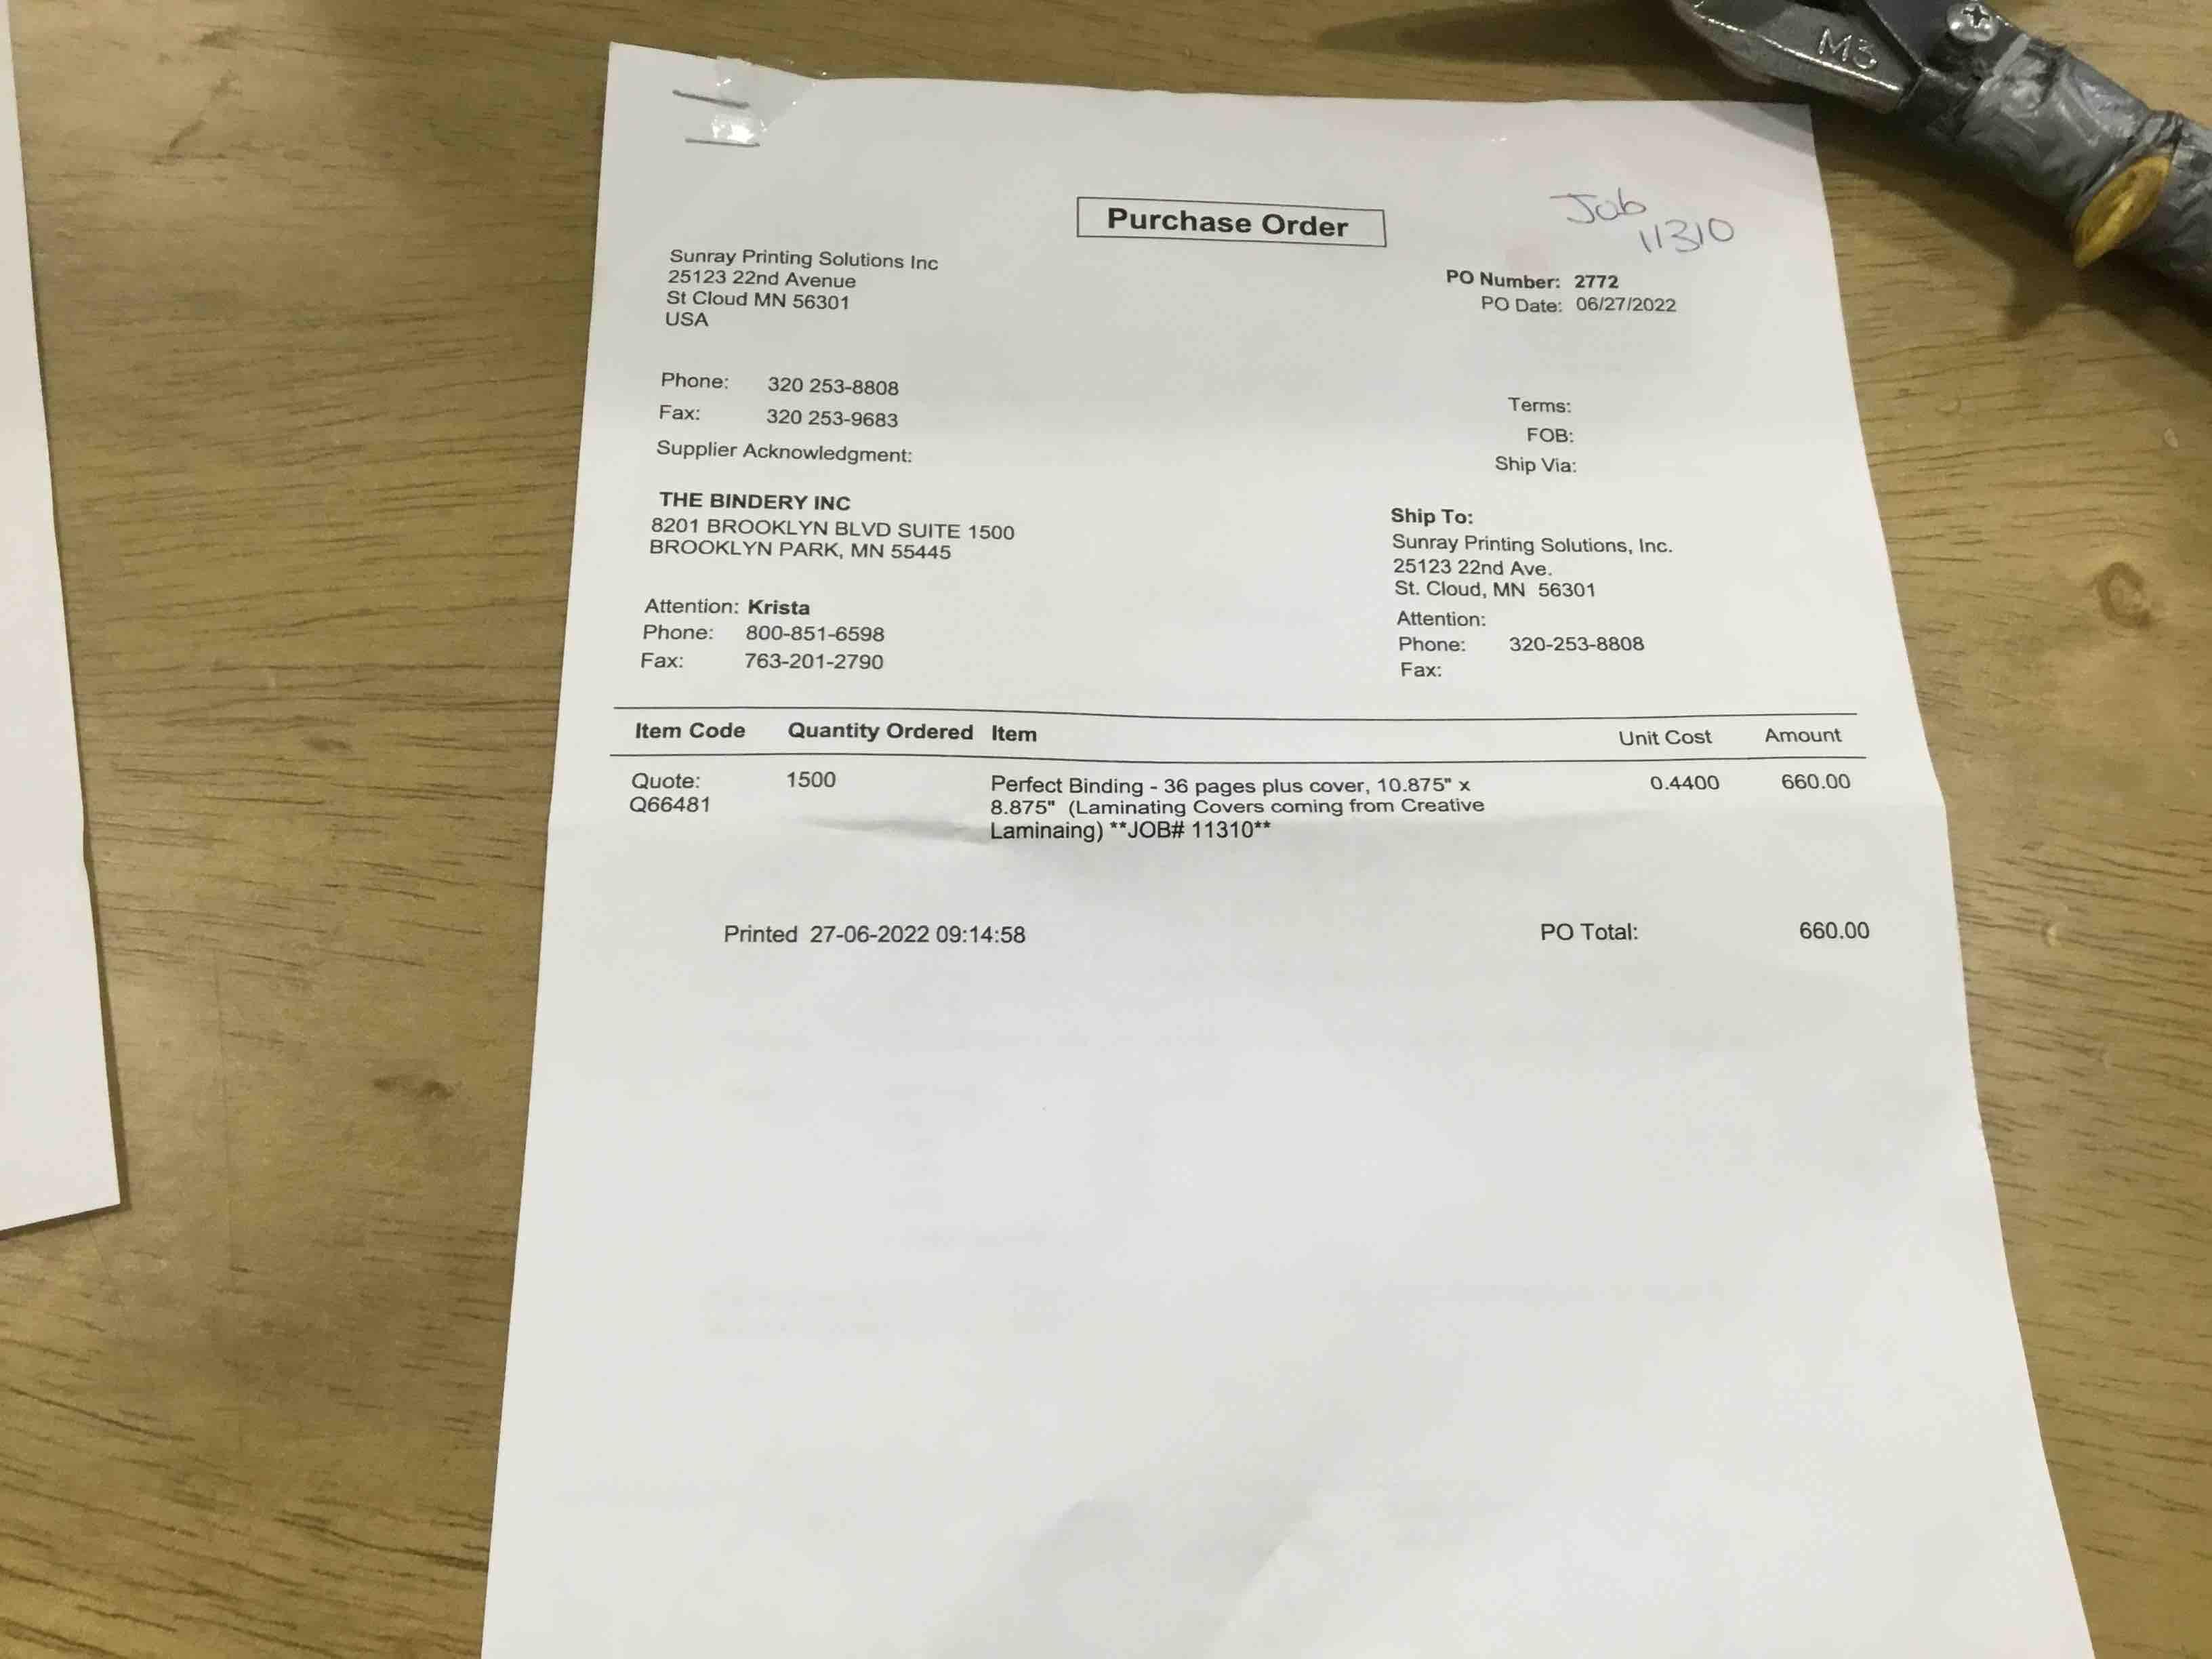 M3
Job
11310
Purchase Order
Sunray Printing Solutions Inc
25123 22nd Avenue
St Cloud MN 56301
USA
PO Number: 2772
PO Date: 06/27/2022
Phone: 320 253-8808
Fax: 320 253-9683
Supplier Acknowledgment:
Terms:
FOB:
Ship Via:
THE BINDERY INC
8201 BROOKLYN BLVD SUITE 1500
BROOKLYN PARK, MN 55445
Attention: Krista
Phone: 800-851-6598
Fax: 763-201-2790
Ship To:
Sunray Printing Solutions, Inc.
25123 22nd Ave.
St. Cloud, MN 56301
Attention:
Phone: 320-253-8808
Fax:
Item Code Quantity Ordered Item Unit Cost Amount
Quote: 1500 Perfect Binding - 36 pages plus cover, 10.875" x 0.4400 660.00
Q66481 8.875" (Laminating Covers coming from Creative
Laminaing) **JOB# 11310**
Printed 27-06-2022 09:14:58 PO Total: 660.00